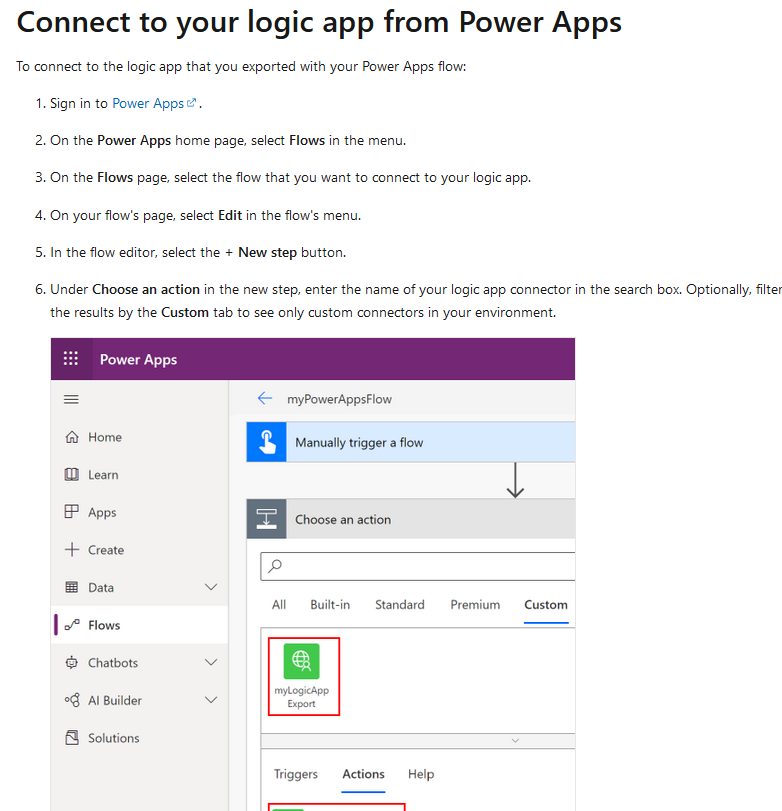 Connect to your logic app from Power Apps
To connect to the logic app that you exported with your Power Apps flow:
1. Sign in to Power Apps .
2. On the Power Apps home page, select Flows in the menu.
3. On the Flows page, select the flow that you want to connect to your logic app.
4. On your flow's page, select Edit in the flow's menu.
5. In the flow editor, select the + New step button.
6. Under Choose an action in the new step, enter the name of your logic app connector in the search box. Optionally, filter
the results by the Custom tab to see only custom connectors in your environment.
Power Apps
myPowerAppsFlow
Home
Manually trigger a flow
Learn
Apps
Choose an action
Create
Data
All Built-in Standard Premium Custom
Flows
Chatbots
myLogicApp
Export
AI Builder
Solutions
Triggers Actions Help